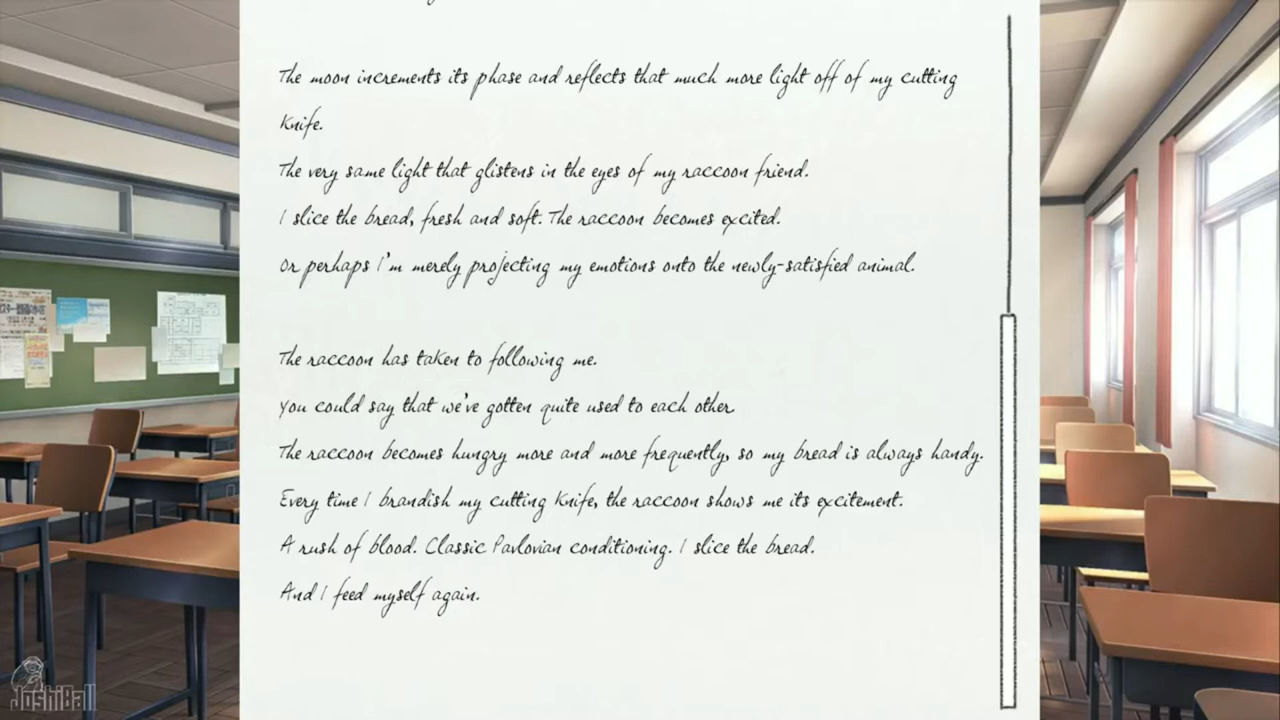 The moon increments its phase and reflects that much more light off of my cutting
knife.
The very same light that glistens in the eyes of my raccoon friend.
I slice the bread, fresh and soft. The raccoon becomes excited.
Or perhaps I'm merely projecting my emotions onto the newly-satisfied animal.
The raccoon has taken to following me.
You could say that we've gotten quite used to each other.
The raccoon becomes hungry more and more frequently, so my bread is always handy.
Every time I brandish my cutting knife, the raccoon shows me its excitement.
A rush of blood. Classic Pavlovian conditioning. I slice the bread.
And I feed myself again.
JoshiBall